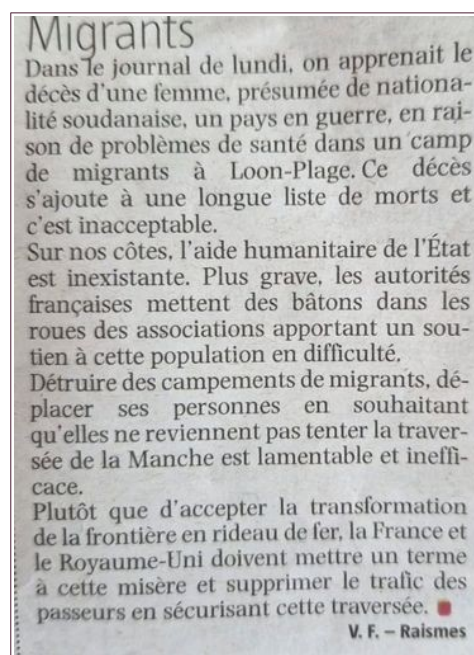 Migrants
Dans le journal de lundi, on apprenait le
décès d'une femme, présumée de nationa-
lité soudanaise, un pays en guerre, en rai-
son de problèmes de santé dans un camp
de migrants à Loon-Plage. Ce décès
s'ajoute à une longue liste de morts et
c'est inacceptable.
Sur nos côtes, l'aide humanitaire de l'État
est inexistante. Plus grave, les autorités
françaises mettent des bâtons dans les
roues des associations apportant un sou-
tien à cette population en difficulté.
Détruire des campements de migrants, dé-
placer ses personnes en souhaitant
qu'elles ne reviennent pas tenter la traver-
sée de la Manche est lamentable et ineffi-
cace.
Plutôt que d'accepter la transformation
de la frontière en rideau de fer, la France et
le Royaume-Uni doivent mettre un terme
à cette misère et supprimer le trafic des
passeurs en sécurisant cette traversée.
V. F. – Raismes